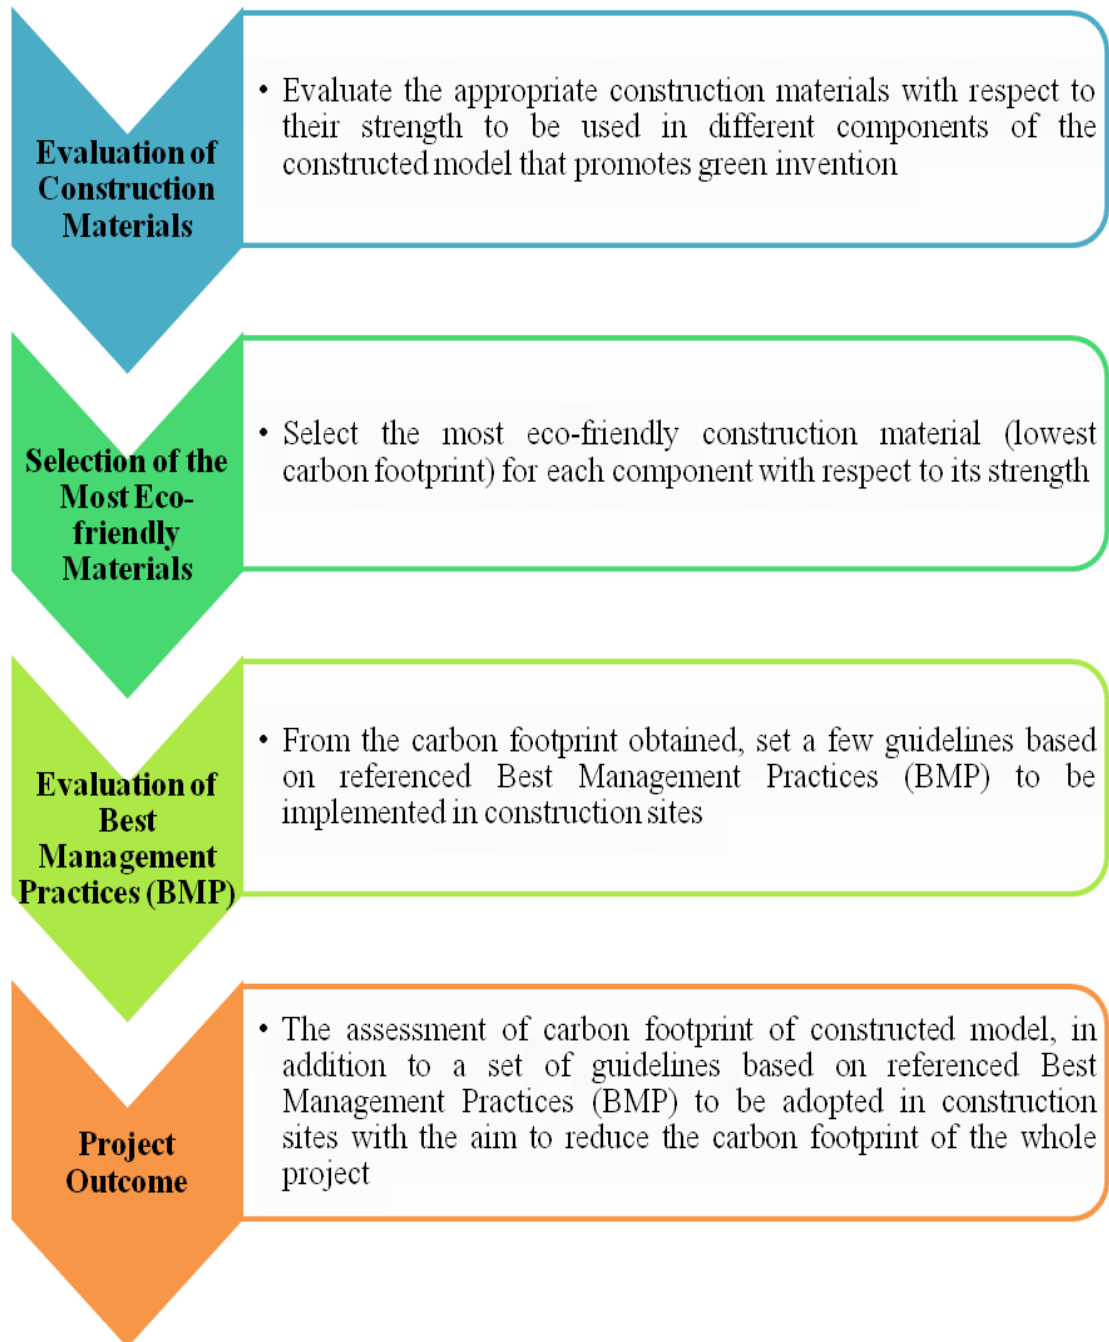 Evaluation of
Construction
Materials
• Evaluate the appropriate construction materials with respect to
their strength to be used in different components of the
constructed model that promotes green invention
Selection of the
Most Eco-
friendly
Materials
• Select the most eco-friendly construction material (lowest
carbon footprint) for each component with respect to its strength
Evaluation of
Best
Management
Practices (BMP)
• From the carbon footprint obtained, set a few guidelines based
on referenced Best Management Practices (BMP) to be
implemented in construction sites
Project
Outcome
• The assessment of carbon footprint of constructed model, in
addition to a set of guidelines based on referenced Best
Management Practices (BMP) to be adopted in construction
sites with the aim to reduce the carbon footprint of the whole
project